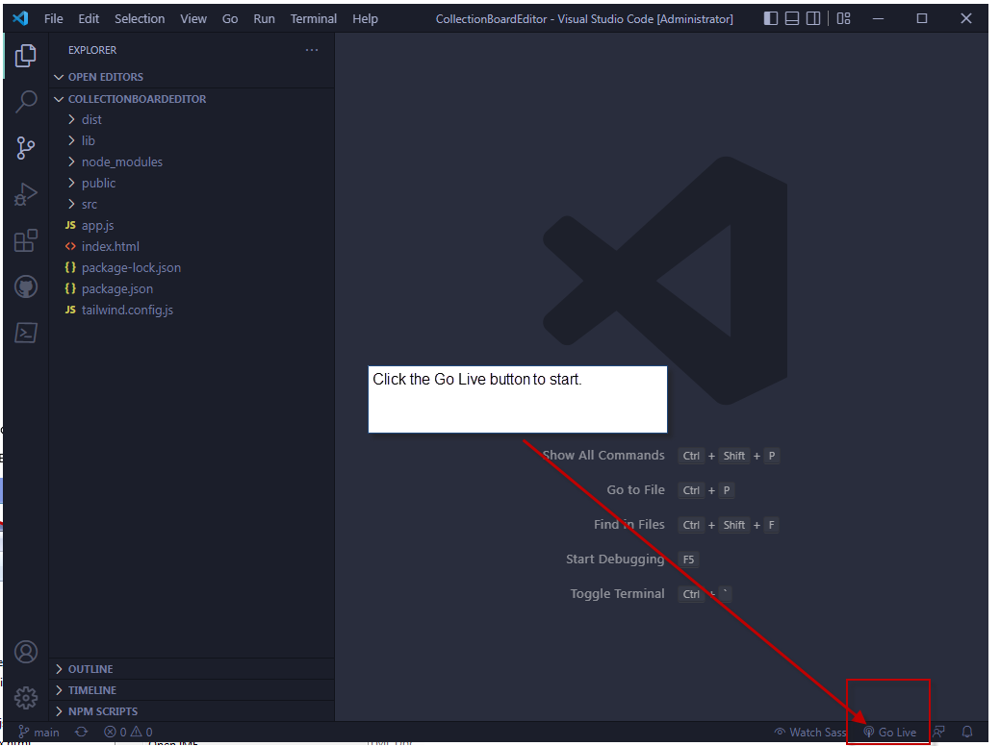 File Edit Selection View Go Run Terminal Help CollectionBoardEditor - Visual Studio Code [Administrator]
EXPLORER ...
OPEN EDITORS
COLLECTIONBOARDEDITOR
dist
lib
node_modules
public
src
JS app.js
<> index.html
{} package-lock.json
{} package.json
JS tailwind.config.js
Click the Go Live button to start.
Show All Commands Ctrl + Shift + P
Go to File Ctrl + P
Find in Files Ctrl + Shift + F
Start Debugging F5
Toggle Terminal Ctrl + `
OUTLINE
TIMELINE
NPM SCRIPTS
main 0 0 Watch Sass Go Live